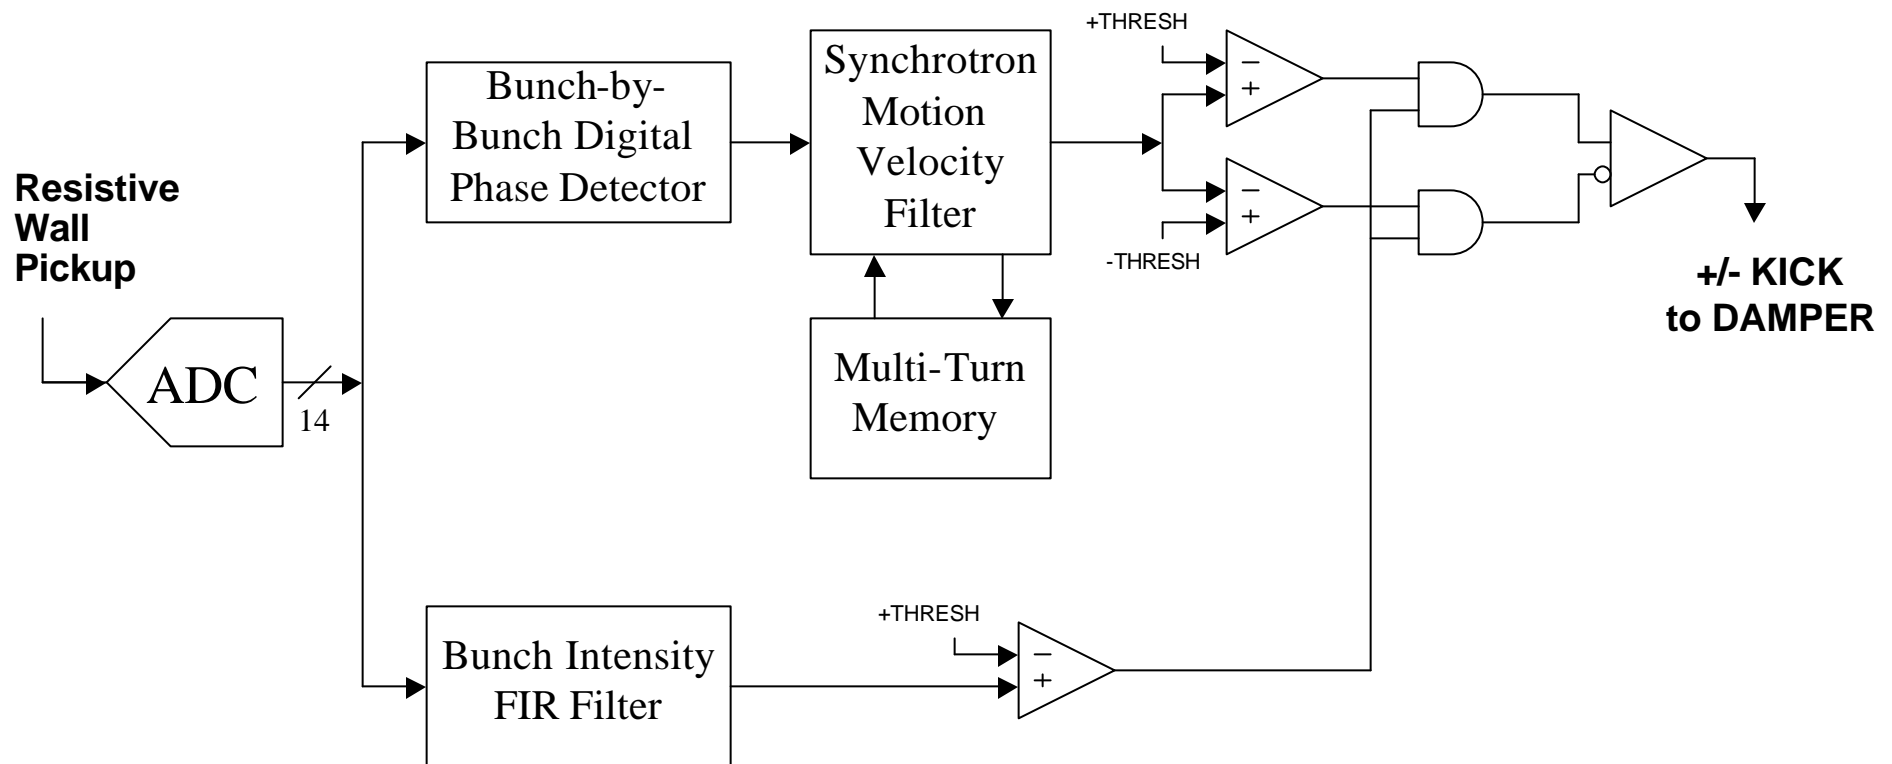 Resistive
Wall
Pickup
ADC
14
Bunch-by-
Bunch Digital
Phase Detector
Synchrotron
Motion
Velocity
Filter
Multi-Turn
Memory
+THRESH
−
+
−
+
-THRESH
+/- KICK
to DAMPER
Bunch Intensity
FIR Filter
+THRESH
−
+